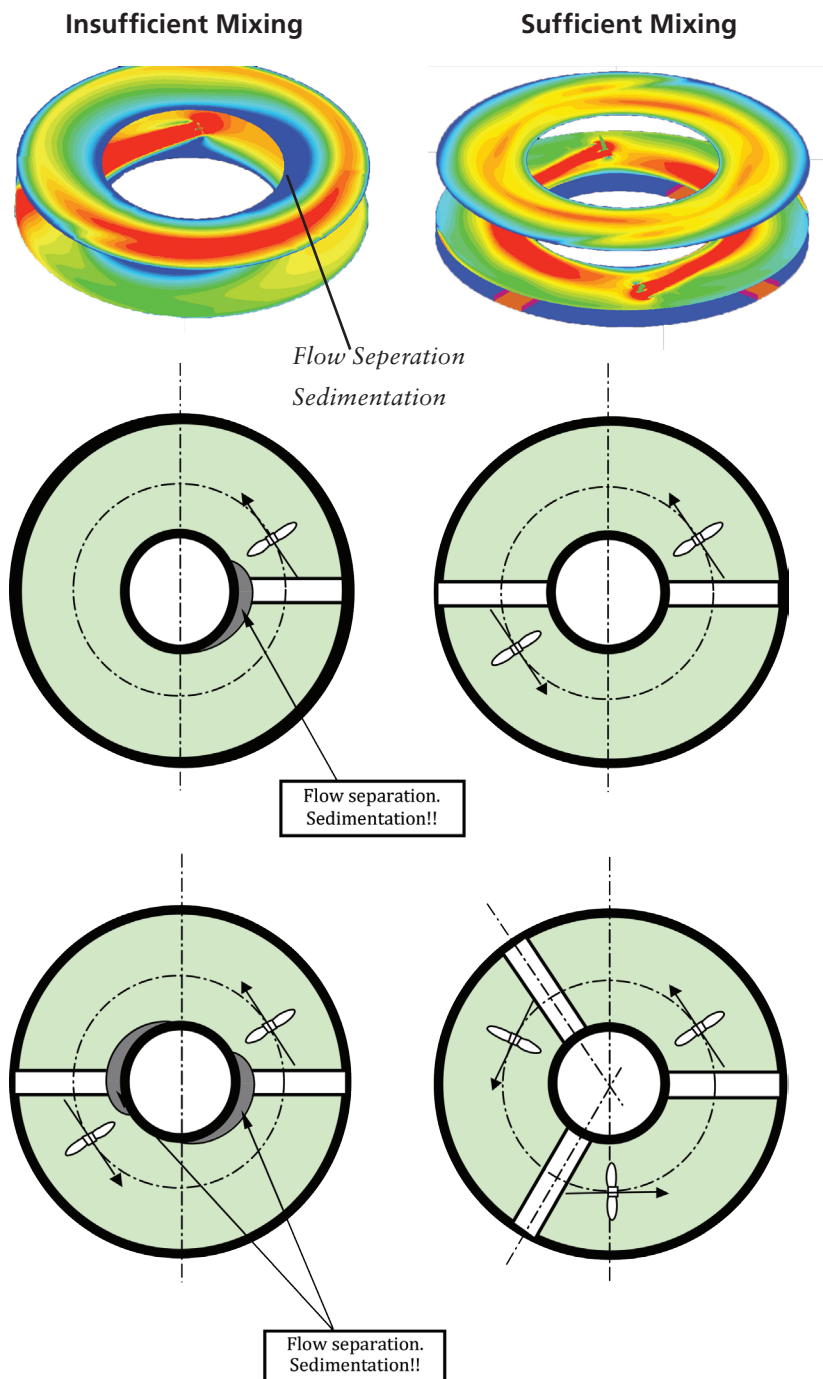 Insufficient Mixing
Sufficient Mixing
Flow Seperation
Sedimentation
Flow separation.
Sedimentation!!
Flow separation.
Sedimentation!!